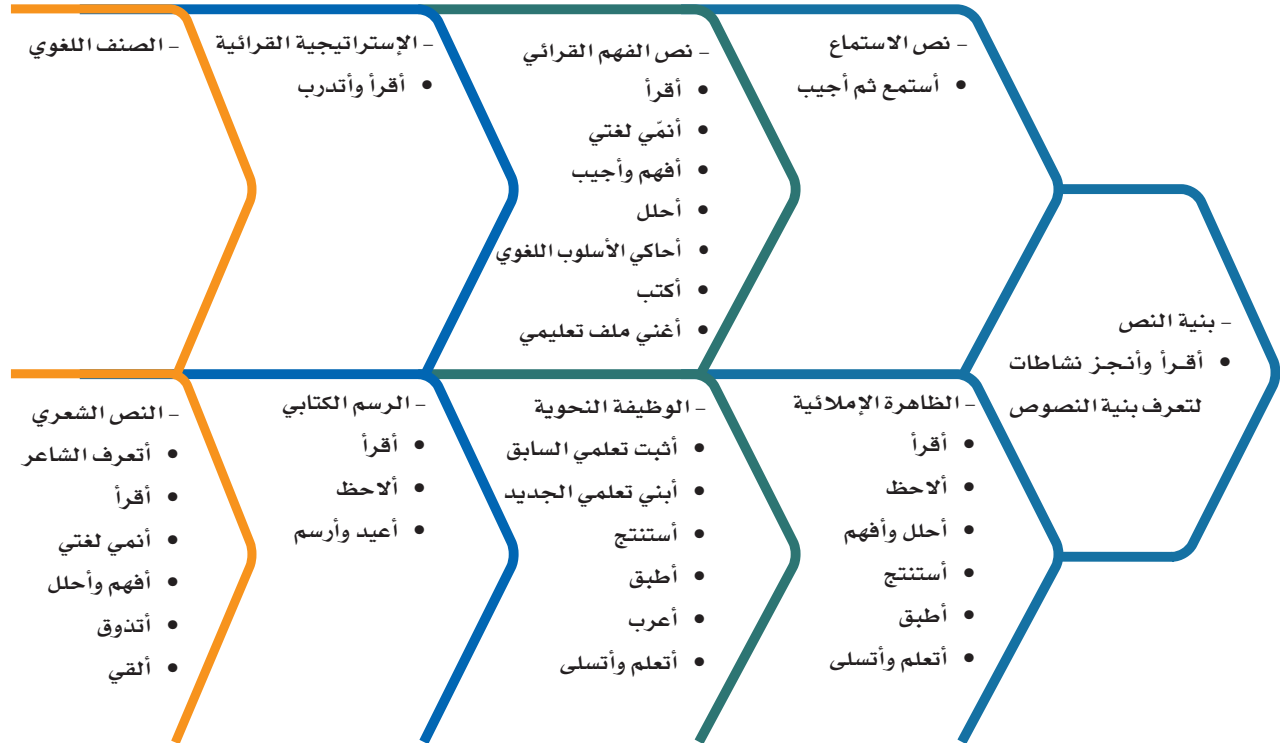 – بنية النص
• أقـرأ وأنـجـز نشاطات
لتعرف بنية النصوص
– نص الاستماع
• أستمع ثم أجيب
– نص الفهم القرائي
• أقرأ
• أنمّي لغتي
• أفهم وأجيب
• أحلل
• أحاكي الأسلوب اللغوي
• أكتب
• أغني ملف تعليمي
– الإستراتيجية القرائية
• أقرأ وأتدرب
– الصنف اللغوي
– الظاهرة الإملائية
• أقرأ
• ألاحظ
• أحلل وأفهم
• أستنتج
• أطبق
• أتعلم وأتسلى
– الوظيفة النحوية
• أثبت تعلمي السابق
• أبني تعلمي الجديد
• أستنتج
• أطبق
• أعرب
• أتعلم وأتسلى
– الرسم الكتابي
• أقرأ
• ألاحظ
• أعيد وأرسم
– النص الشعري
• أتعرف الشاعر
• أقرأ
• أنمي لغتي
• أفهم وأحلل
• أتذوق
• ألقي